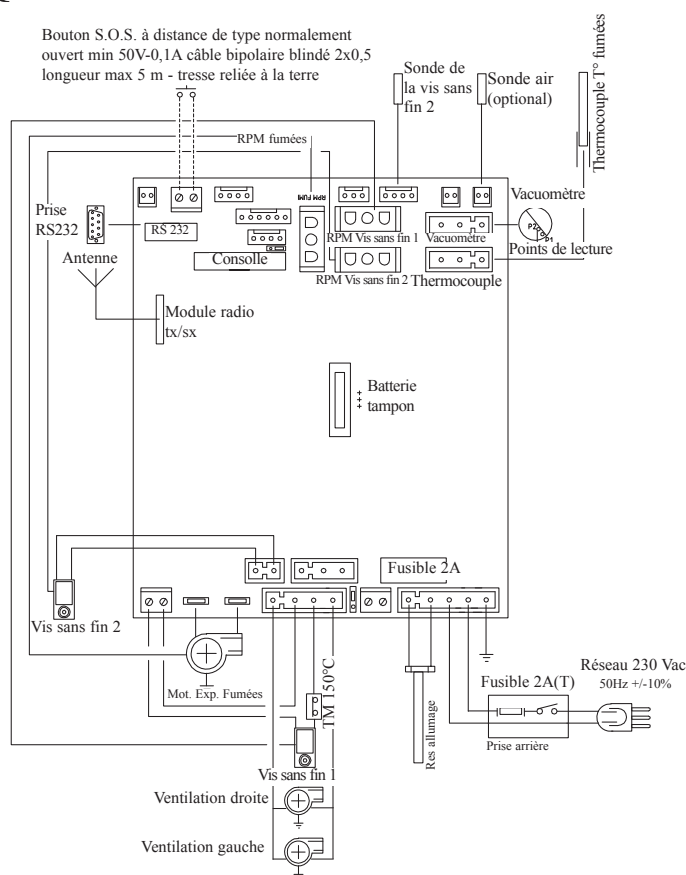 Bouton S.O.S. à distance de type normalement
ouvert min 50V-0,1A câble bipolaire blindé 2x0,5
longueur max 5 m - tresse reliée à la terre
Sonde de
la vis sans
fin 2
Sonde air
(optional)
Thermocouple T° fumées
RPM fumées
RPM FUMI
Prise
RS232
RS 232
Antenne
Consolle
RPM Vis sans fin 1
Vacuomètre
Vacuomètre
P2
P1
Points de lecture
RPM Vis sans fin 2
Thermocouple
Module radio
tx/sx
Batterie
tampon
Fusible 2A
Vis sans fin 2
Mot. Exp. Fumées
TM 150°C
Res allumage
Fusible 2A(T)
Réseau 230 Vac
50Hz +/-10%
Prise arrière
Vis sans fin 1
Ventilation droite
Ventilation gauche